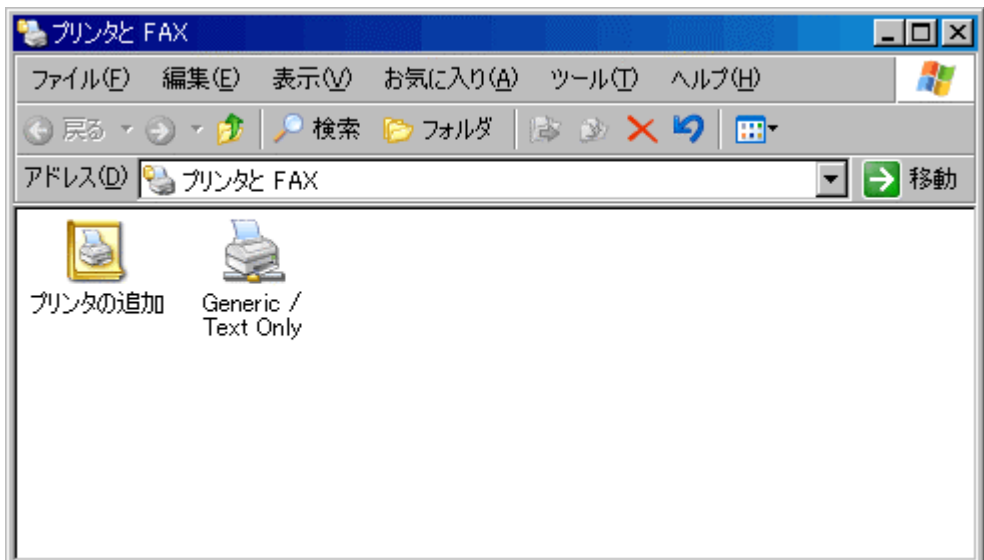 プリンタと FAX
ファイル(F) 編集(E) 表示(V) お気に入り(A) ツール(T) ヘルプ(H)
戻る 検索 フォルダ
アドレス(D) プリンタと FAX 移動
プリンタの追加
Generic /
Text Only